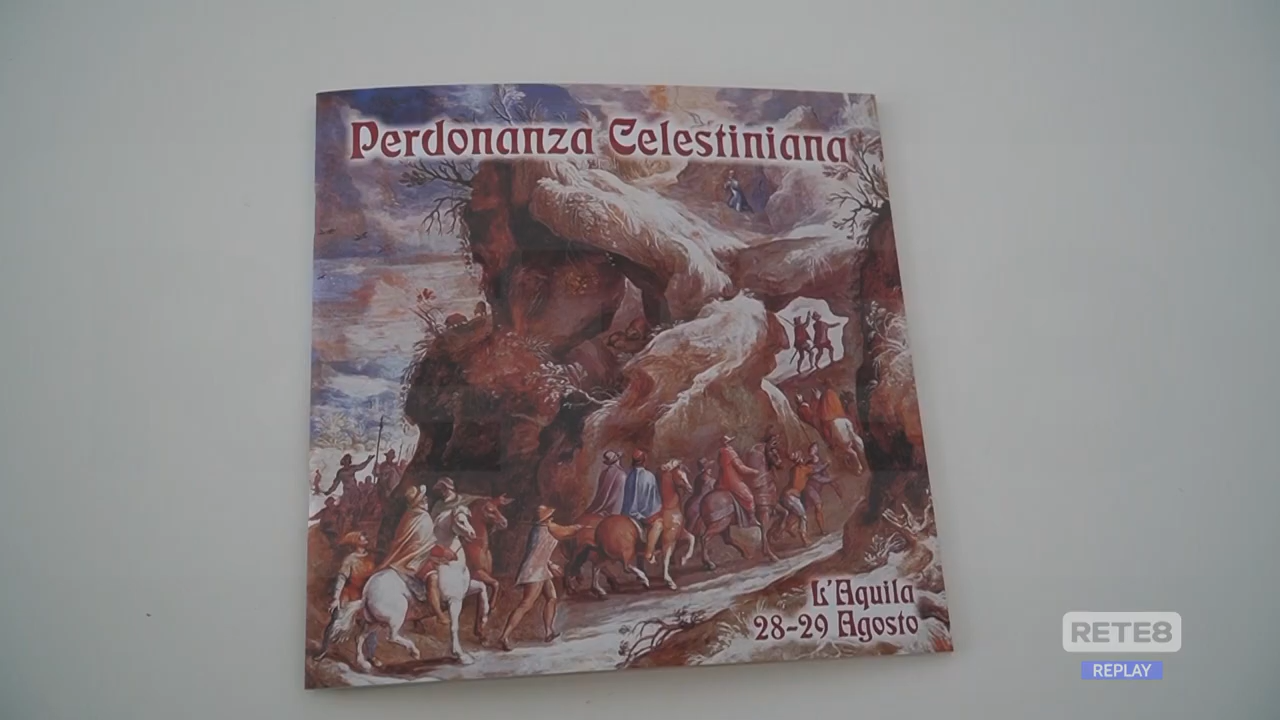 Perdonanza Celestiniana
L'Aquila
28-29 Agosto
RETE8
REPLAY